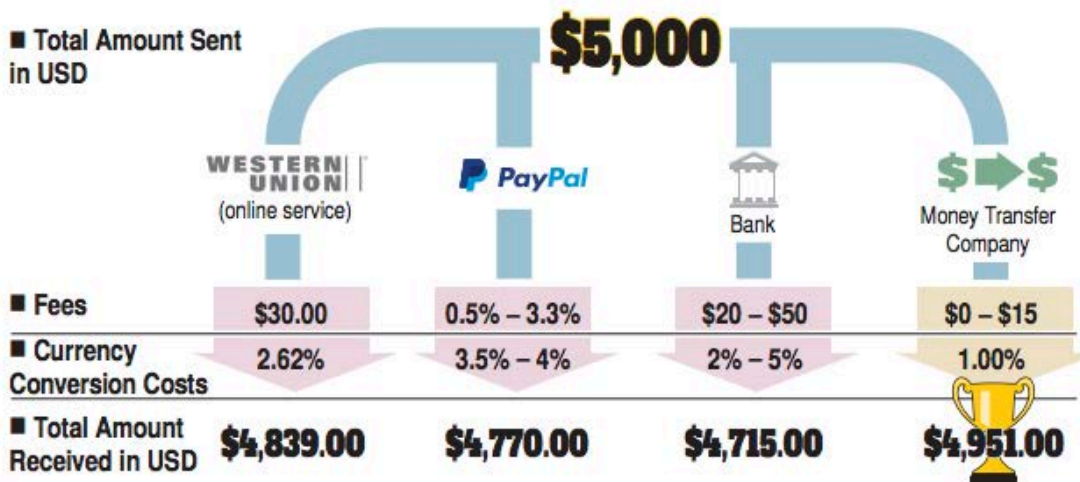 ■ Total Amount Sent
in USD
$5,000
WESTERN
UNION
(online service)
PayPal
Bank
$ $
Money Transfer
Company
■ Fees
$30.00
0.5% – 3.3%
$20 – $50
$0 – $15
■ Currency
Conversion Costs
2.62%
3.5% – 4%
2% – 5%
1.00%
■ Total Amount
Received in USD
$4,839.00
$4,770.00
$4,715.00
$4,951.00